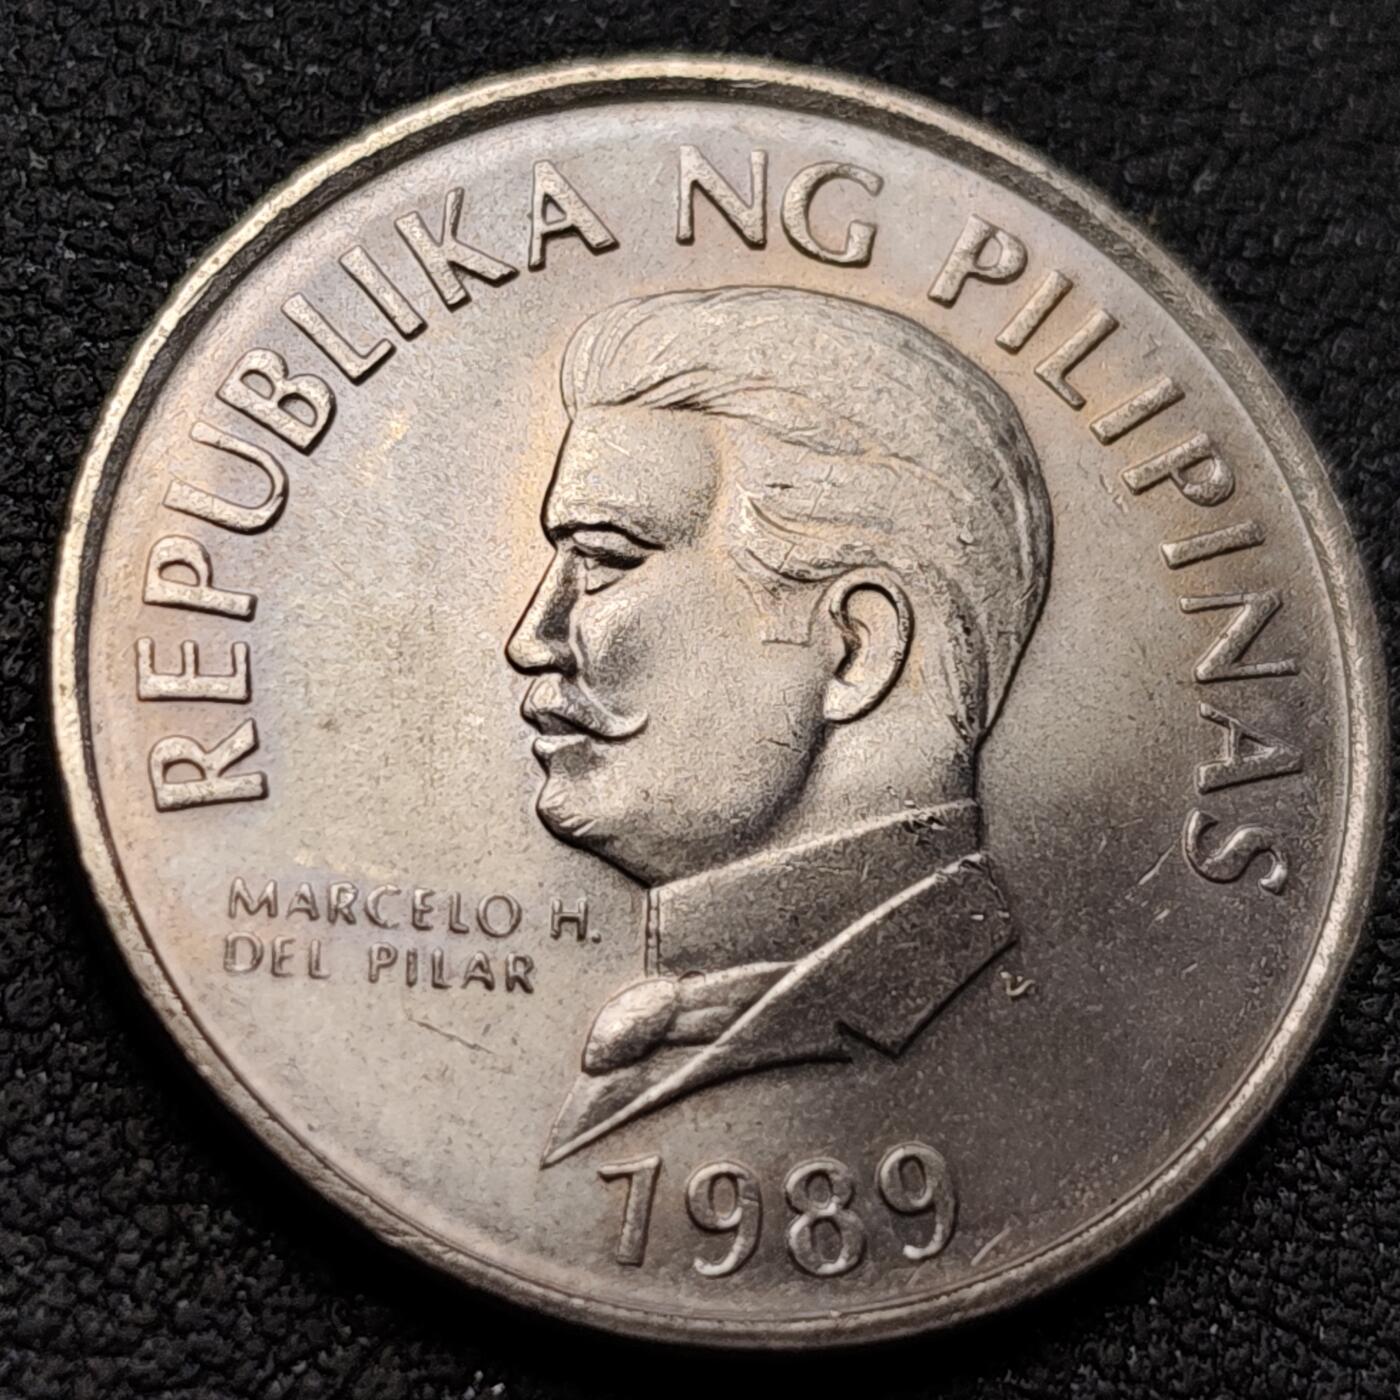 REPUBLIKA NG PILIPINAS
MARCELO H.
DEL PILAR
1989